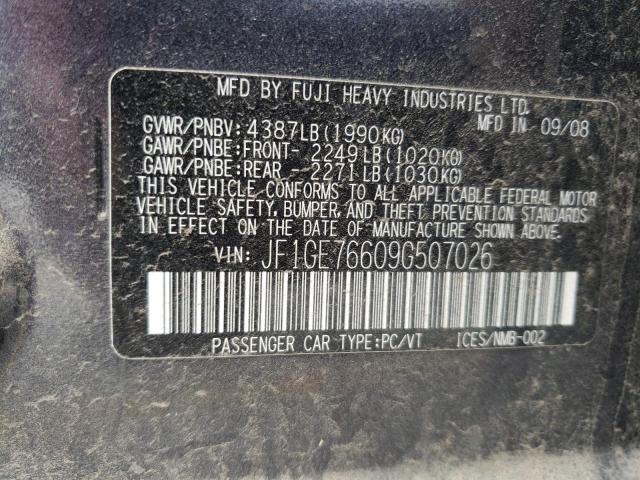 MFD BY FUJI HEAVY INDUSTRIES LTD.
GVWR/PNBV: 4387LB(1990KG) MFD IN 09/08
GAWR/PNBE:FRONT- 2249LB(1020KG)
GAWR/PNBE:REAR - 2271LB(1030KG)
THIS VEHICLE CONFORMS TO ALL APPLICABLE FEDERAL MOTOR
VEHICLE SAFETY, BUMPER, AND THEFT PREVENTION STANDARDS
IN EFFECT ON THE DATE OF MANUFACTURE SHOWN ABOVE.
VIN: JF1GE76609G507026
PASSENGER CAR TYPE:PC/VT ICES/NMB-002